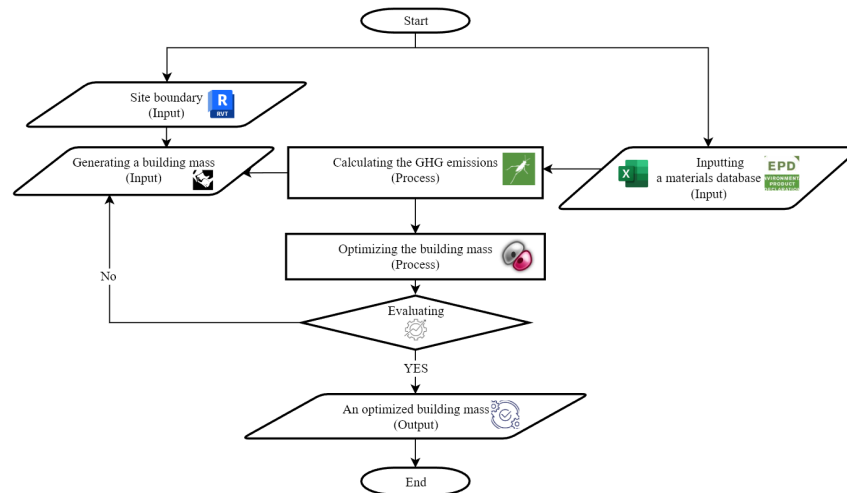 Start
Site boundary
(Input)
R
RVT
Generating a building mass
(Input)
Calculating the GHG emissions
(Process)
X
Inputting
a materials database
(Input)
EPD
Optimizing the building mass
(Process)
No
Evaluating
YES
An optimized building mass
(Output)
End